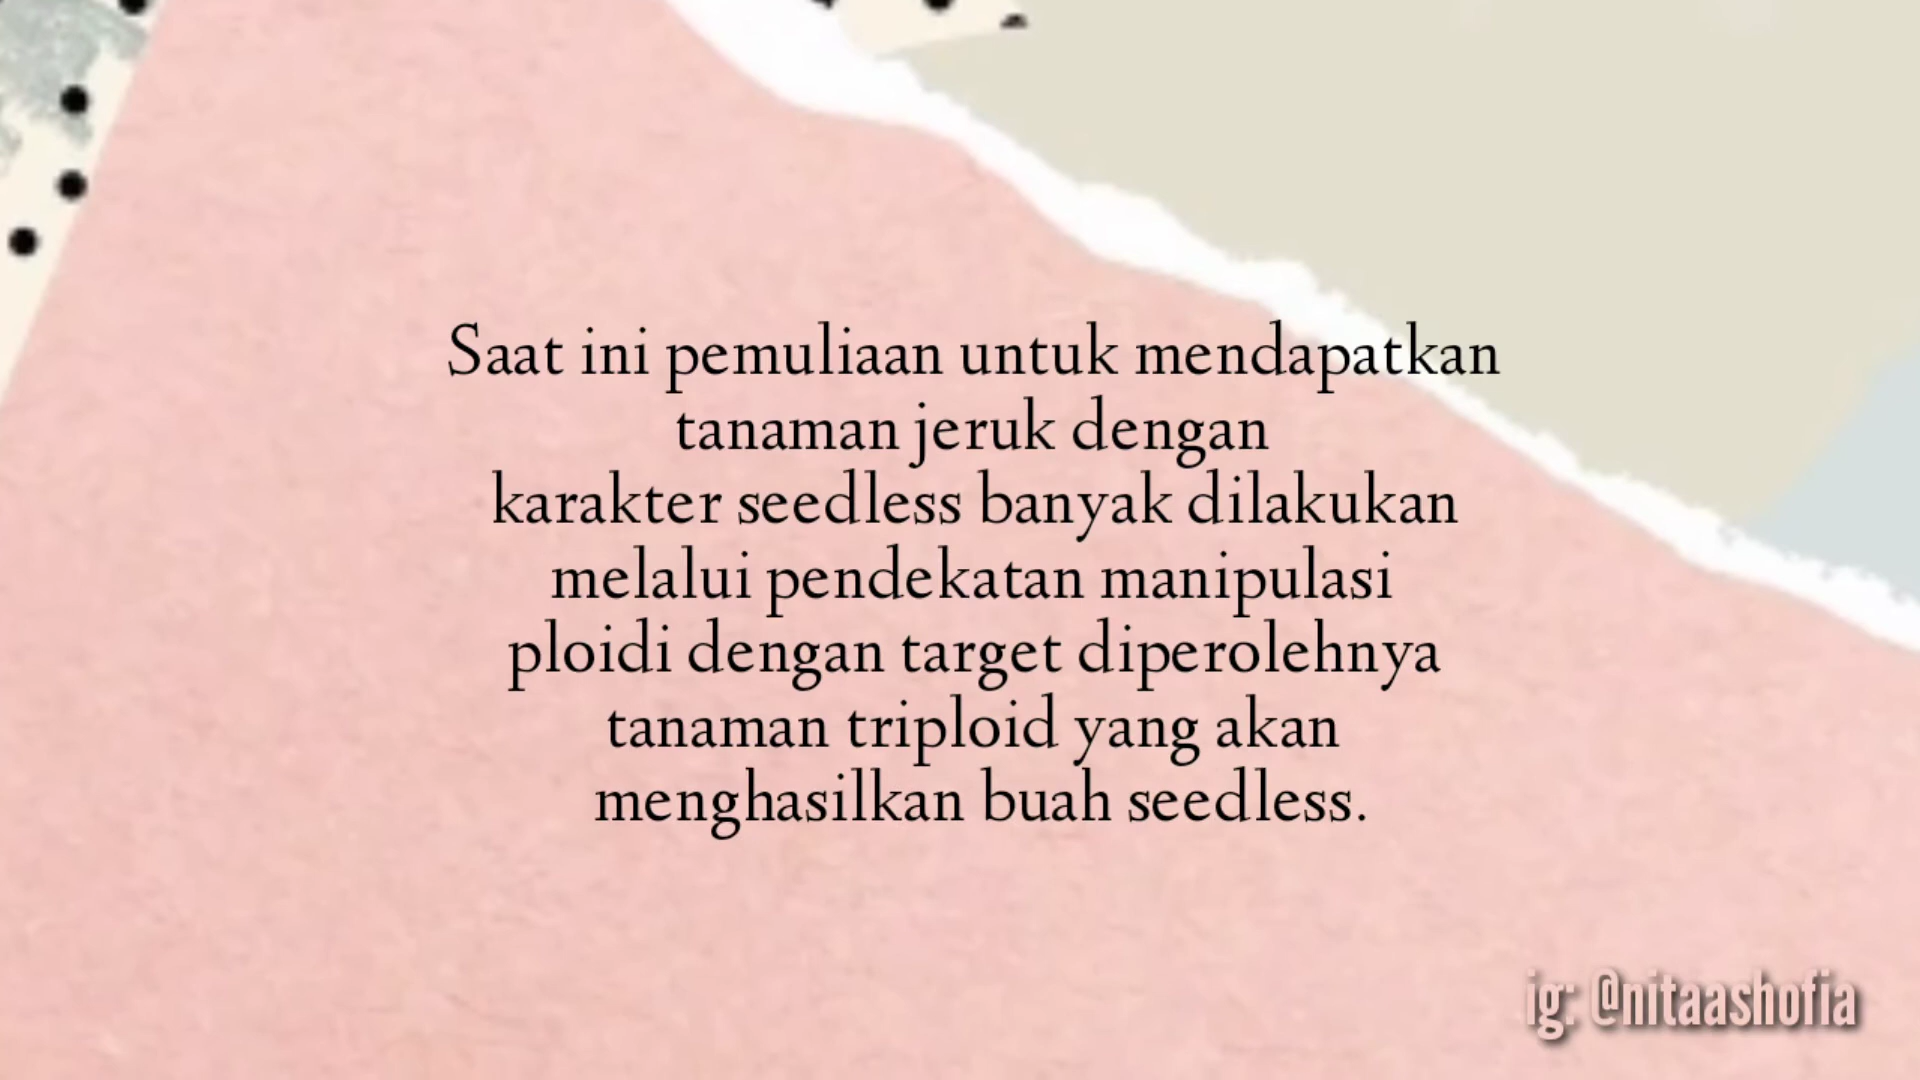 Saat ini pemuliaan untuk mendapatkan
tanaman jeruk dengan
karakter seedless banyak dilakukan
melalui pendekatan manipulasi
ploidi dengan target diperolehnya
tanaman triploid yang akan
menghasilkan buah seedless.
ig: @nitaashofia